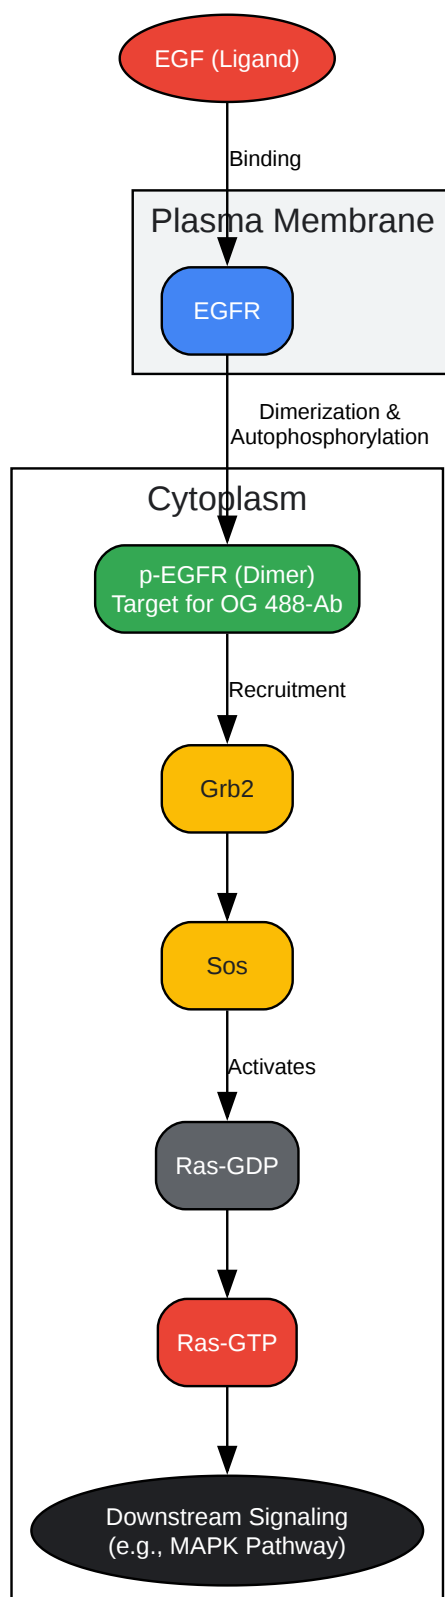 EGF (Ligand)
Binding
Plasma Membrane
EGFR
Dimerization &
Autophosphorylation
Cytoplasm
p-EGFR (Dimer)
Target for OG 488-Ab
Recruitment
Grb2
Sos
Activates
Ras-GDP
Ras-GTP
Downstream Signaling
(e.g., MAPK Pathway)